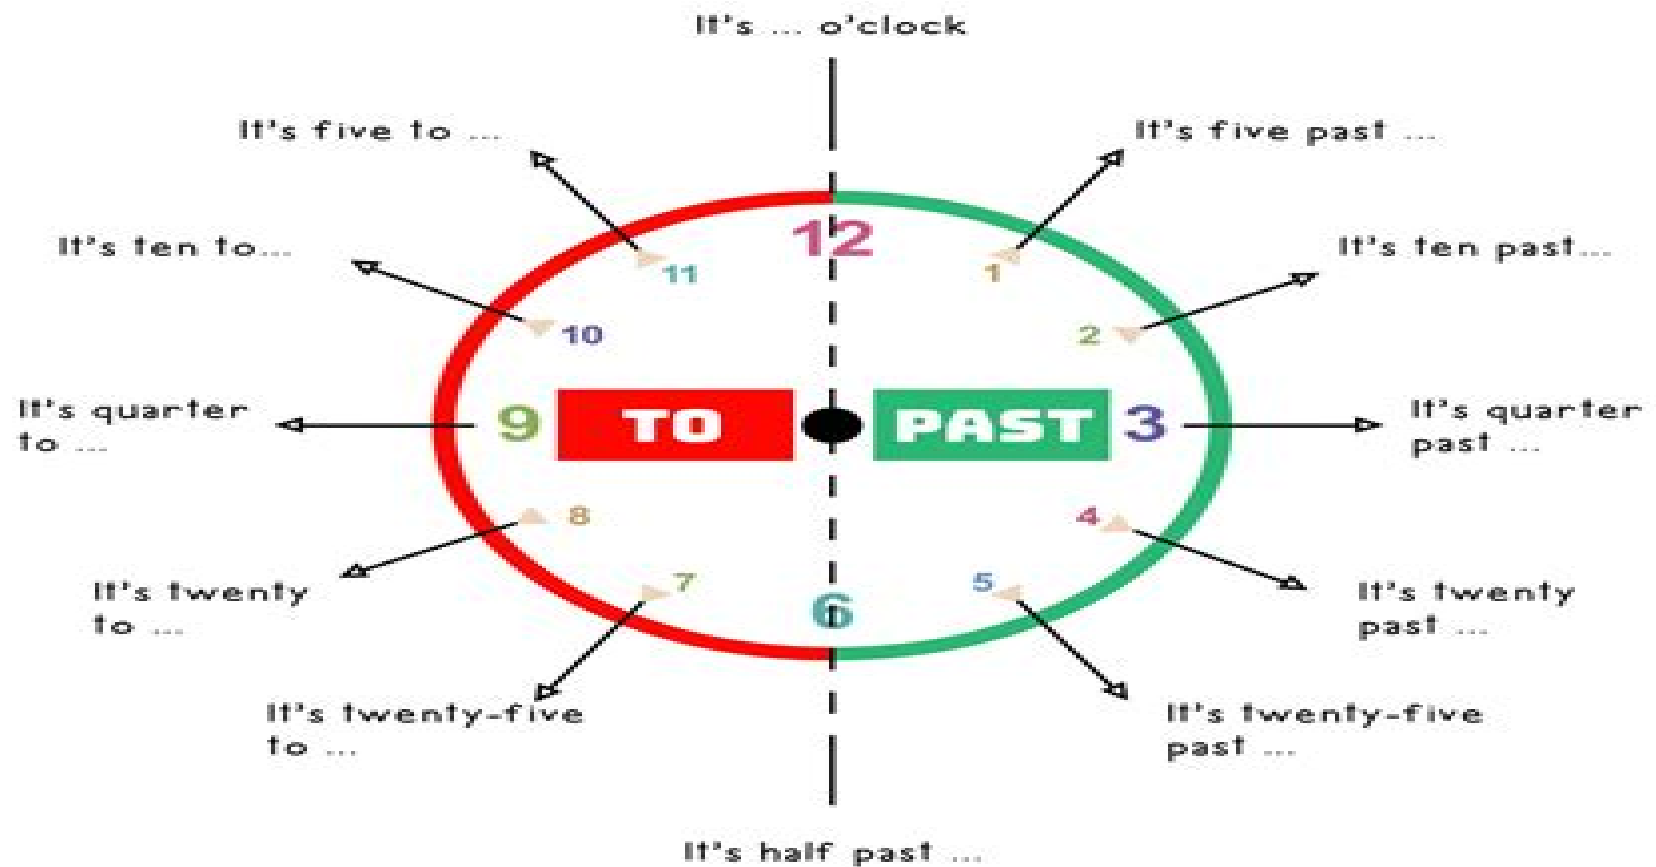 It's ... o'clock
It's five to ...
It's five past ...
It's ten to...
It's ten past...
12
11
1
10
2
It's quarter
to ...
9
TO
PAST
3
It's quarter
past ...
8
4
7
5
6
It's twenty
to ...
It's twenty
past ...
It's twenty-five
to ...
It's twenty-five
past ...
It's half past ...